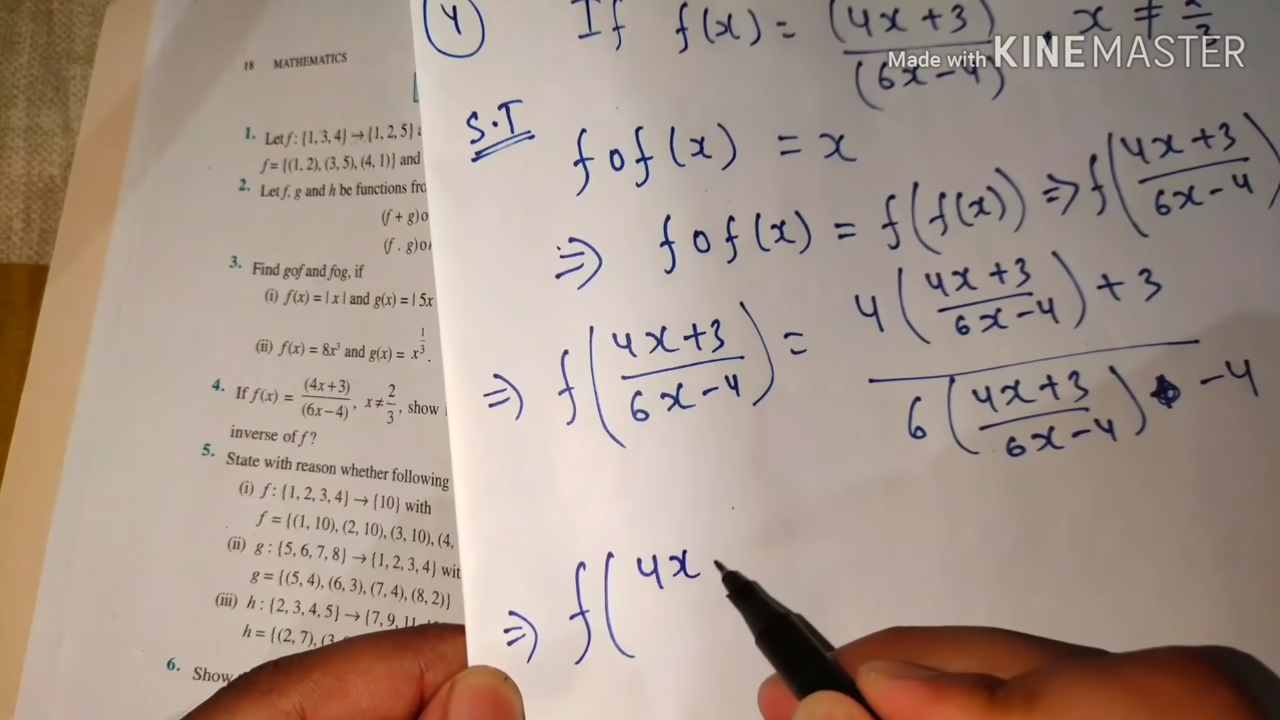 18 MATHEMATICS
1. Let f : {1, 3, 4} → {1, 2, 5}
f = {(1, 2), (3, 5), (4, 1)} and
2. Let f, g and h be functions
(f + g)o
(f . g)o
3. Find gof and fog, if
(i) f(x) = | x | and g(x) = | 5x
(ii) f(x) = 8x³ and g(x) = x^(1/3).
4. If f(x) = (4x+3)/(6x−4), x ≠ 2/3, show
inverse of f?
5. State with reason whether following
(i) f : {1, 2, 3, 4} → {10} with
f = {(1, 10), (2, 10), (3, 10), (4,
(ii) g : {5, 6, 7, 8} → {1, 2, 3, 4}
g = {(5, 4), (6, 3), (7, 4), (8, 2)}
(iii) h : {2, 3, 4, 5} → {7, 9, 11,
h = {(2, 7),
6. Show
4 If f(x) = (4x+3)/(6x−4), x ≠
Made with KINEMASTER
S.T
fof(x) = x
⇒ fof(x) = f(f(x)) ⇒ f((4x+3)/(6x−4))
⇒ f((4x+3)/(6x−4)) = (4((4x+3)/(6x−4)) + 3)/(6((4x+3)/(6x−4)) − 4)
⇒ f(4x